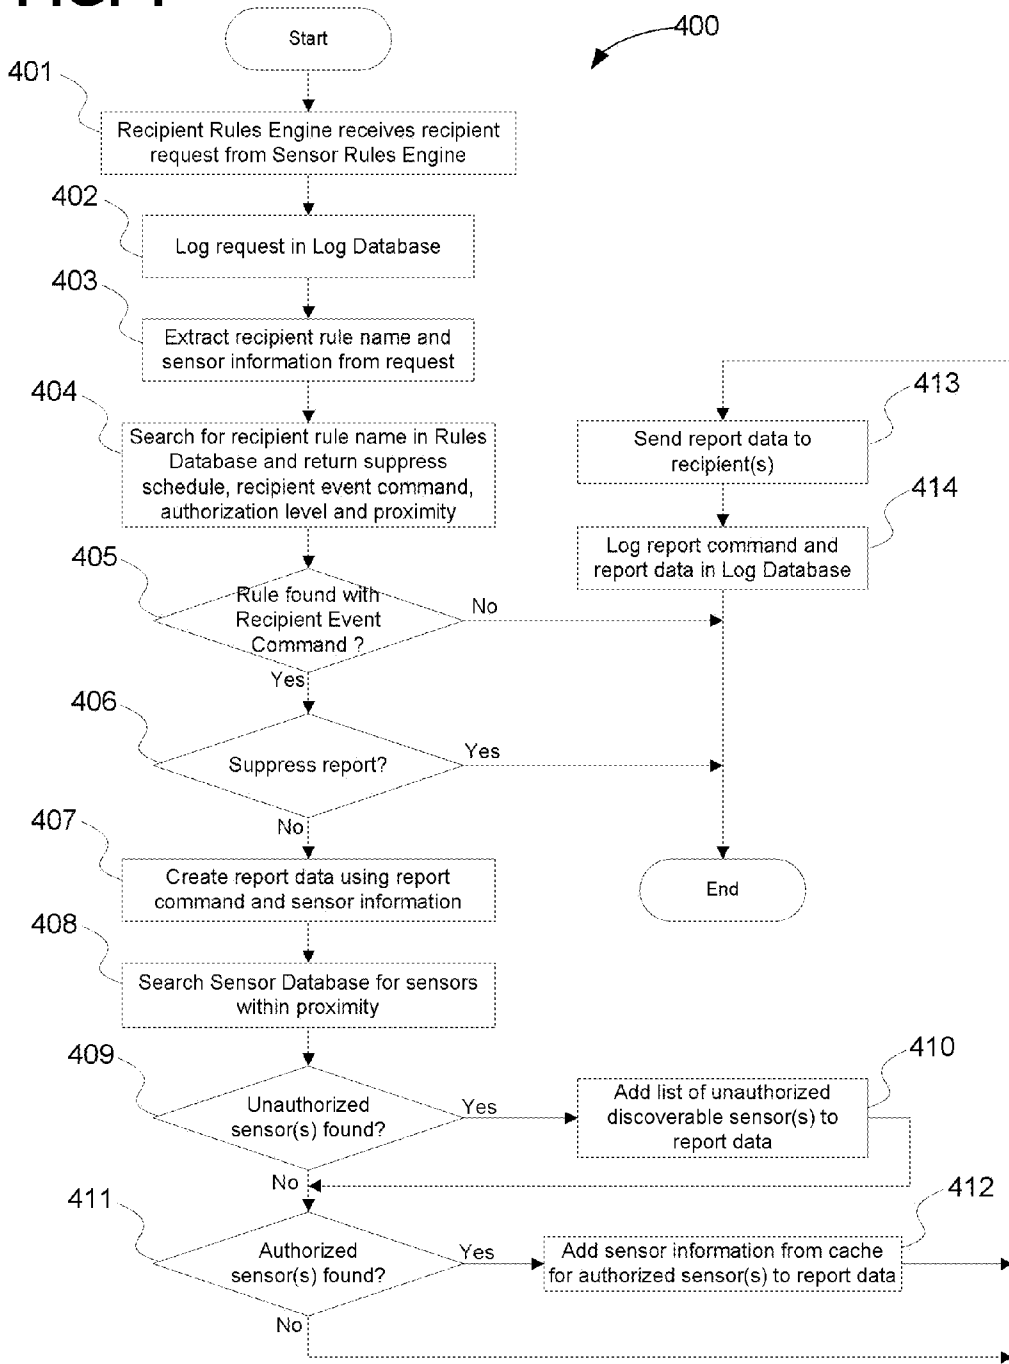 Start
400
401
Recipient Rules Engine receives recipient
request from Sensor Rules Engine
402
Log request in Log Database
403
Extract recipient rule name and
sensor information from request
404
Search for recipient rule name in Rules
Database and return suppress
schedule, recipient event command,
authorization level and proximity
413
Send report data to
recipient(s)
414
Log report command and
report data in Log Database
405
Rule found with
Recipient Event
Command ?
No
Yes
406
Suppress report?
Yes
No
407
Create report data using report
command and sensor information
End
408
Search Sensor Database for sensors
within proximity
409
Unauthorized
sensor(s) found?
Yes
410
Add list of unauthorized
discoverable sensor(s) to
report data
No
411
Authorized
sensor(s) found?
Yes
412
Add sensor information from cache
for authorized sensor(s) to report data
No